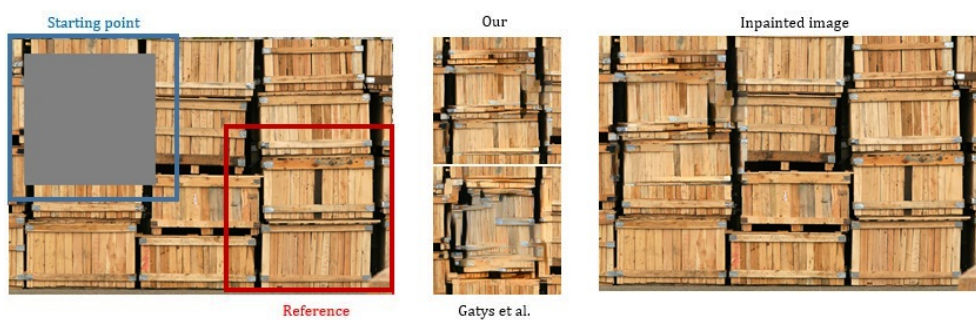 Starting point
Our
Inpainted image
Reference
Gatys et al.